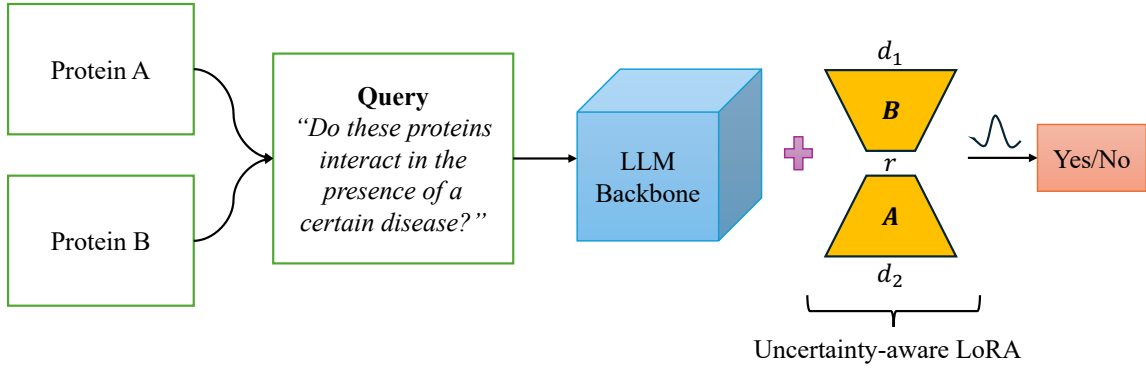 Protein A
Protein B
Query
“Do these proteins
interact in the
presence of a
certain disease?”
LLM
Backbone
d₁
B
r
A
d₂
Uncertainty-aware LoRA
Yes/No